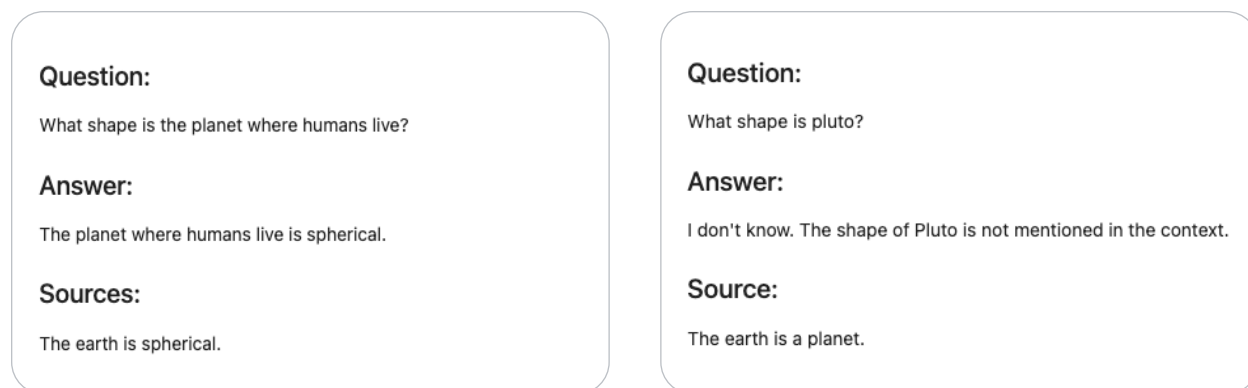 Question:
What shape is the planet where humans live?
Answer:
The planet where humans live is spherical.
Sources:
The earth is spherical.
Question:
What shape is pluto?
Answer:
I don't know. The shape of Pluto is not mentioned in the context.
Source:
The earth is a planet.